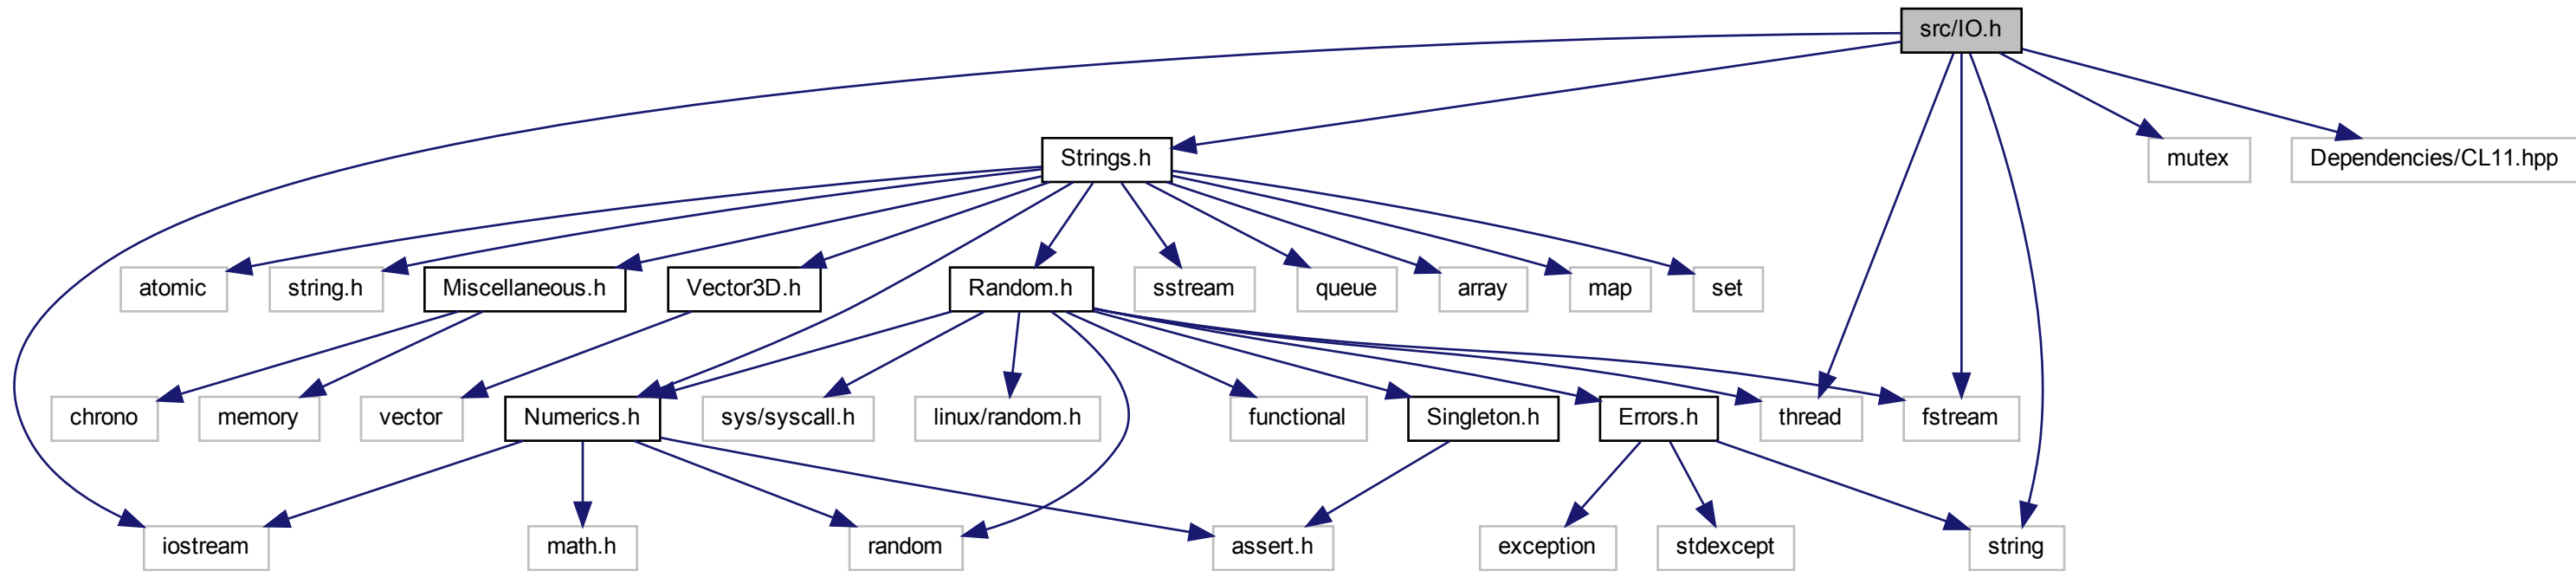 src/IO.h
Strings.h
mutex
Dependencies/CL11.hpp
atomic
string.h
Miscellaneous.h
Vector3D.h
Random.h
sstream
queue
array
map
set
chrono
memory
vector
Numerics.h
sys/syscall.h
linux/random.h
functional
Singleton.h
Errors.h
thread
fstream
iostream
math.h
random
assert.h
exception
stdexcept
string